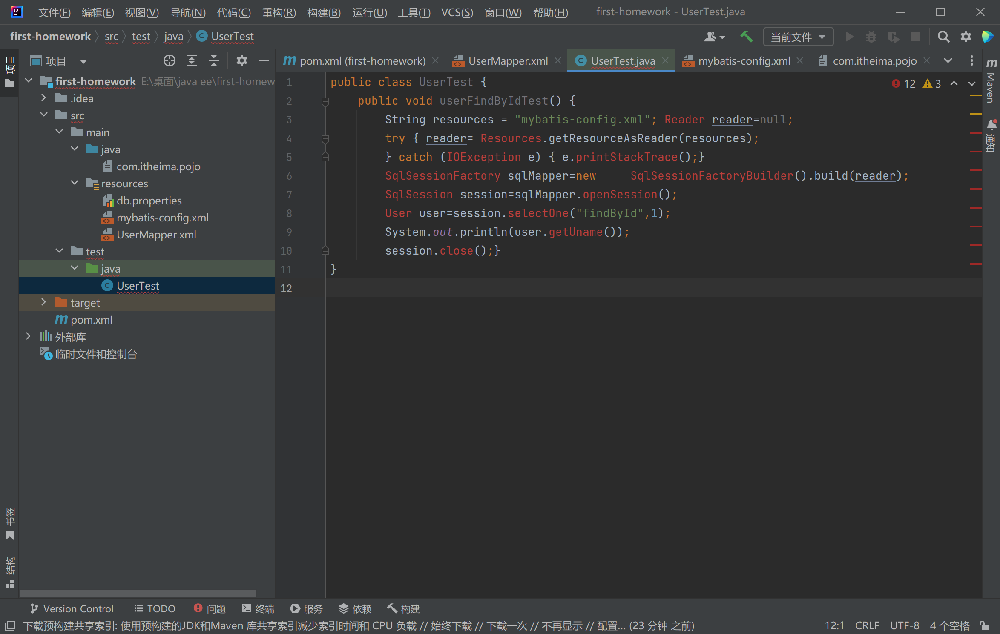 文件(F) 编辑(E) 视图(V) 导航(N) 代码(C) 重构(R) 构建(B) 运行(U) 工具(T) VCS(S) 窗口(W) 帮助(H) first-homework - UserTest.java
first-homework src test java UserTest 当前文件
项目 pom.xml (first-homework) UserMapper.xml UserTest.java mybatis-config.xml com.itheima.pojo
项目
书签
结构
first-homework E:\桌面\java ee\first-homew
.idea
src
main
java
com.itheima.pojo
resources
db.properties
mybatis-config.xml
UserMapper.xml
test
java
UserTest
target
pom.xml
外部库
临时文件和控制台
12 3
1 public class UserTest {
2 public void userFindByIdTest() {
3 String resources = "mybatis-config.xml"; Reader reader=null;
4 try { reader= Resources.getResourceAsReader(resources);
5 } catch (IOException e) { e.printStackTrace();}
6 SqlSessionFactory sqlMapper=new     SqlSessionFactoryBuilder().build(reader);
7 SqlSession session=sqlMapper.openSession();
8 User user=session.selectOne("findById",1);
9 System.out.println(user.getUname());
10 session.close();}
11 }
12
Maven
通知
Version Control TODO 问题 终端 服务 依赖 构建
下载预构建共享索引: 使用预构建的JDK和Maven 库共享索引减少索引时间和 CPU 负载 // 始终下载 // 下载一次 // 不再显示 // 配置... (23 分钟 之前) 12:1 CRLF UTF-8 4 个空格